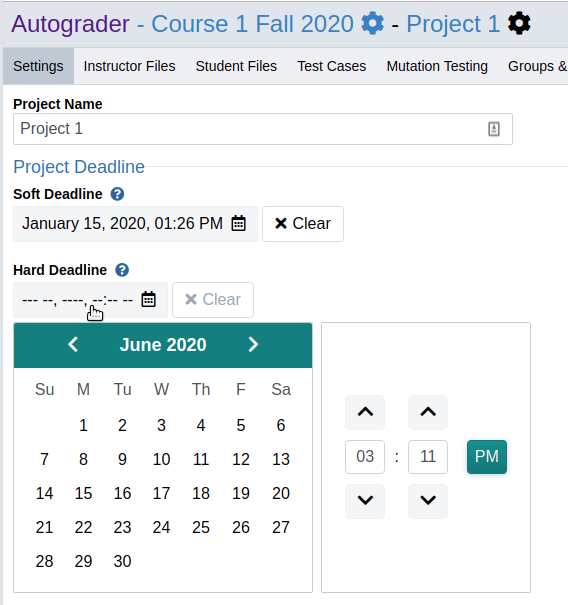 Autograder - Course 1 Fall 2020 - Project 1
Settings Instructor Files Student Files Test Cases Mutation Testing Groups &
Project Name
Project 1
Project Deadline
Soft Deadline ?
January 15, 2020, 01:26 PM Clear
Hard Deadline ?
--- --, ----, --:-- -- Clear
June 2020
Su M Tu W Th F Sa
1 2 3 4 5 6
7 8 9 10 11 12 13
14 15 16 17 18 19 20
21 22 23 24 25 26 27
28 29 30
03 : 11 PM